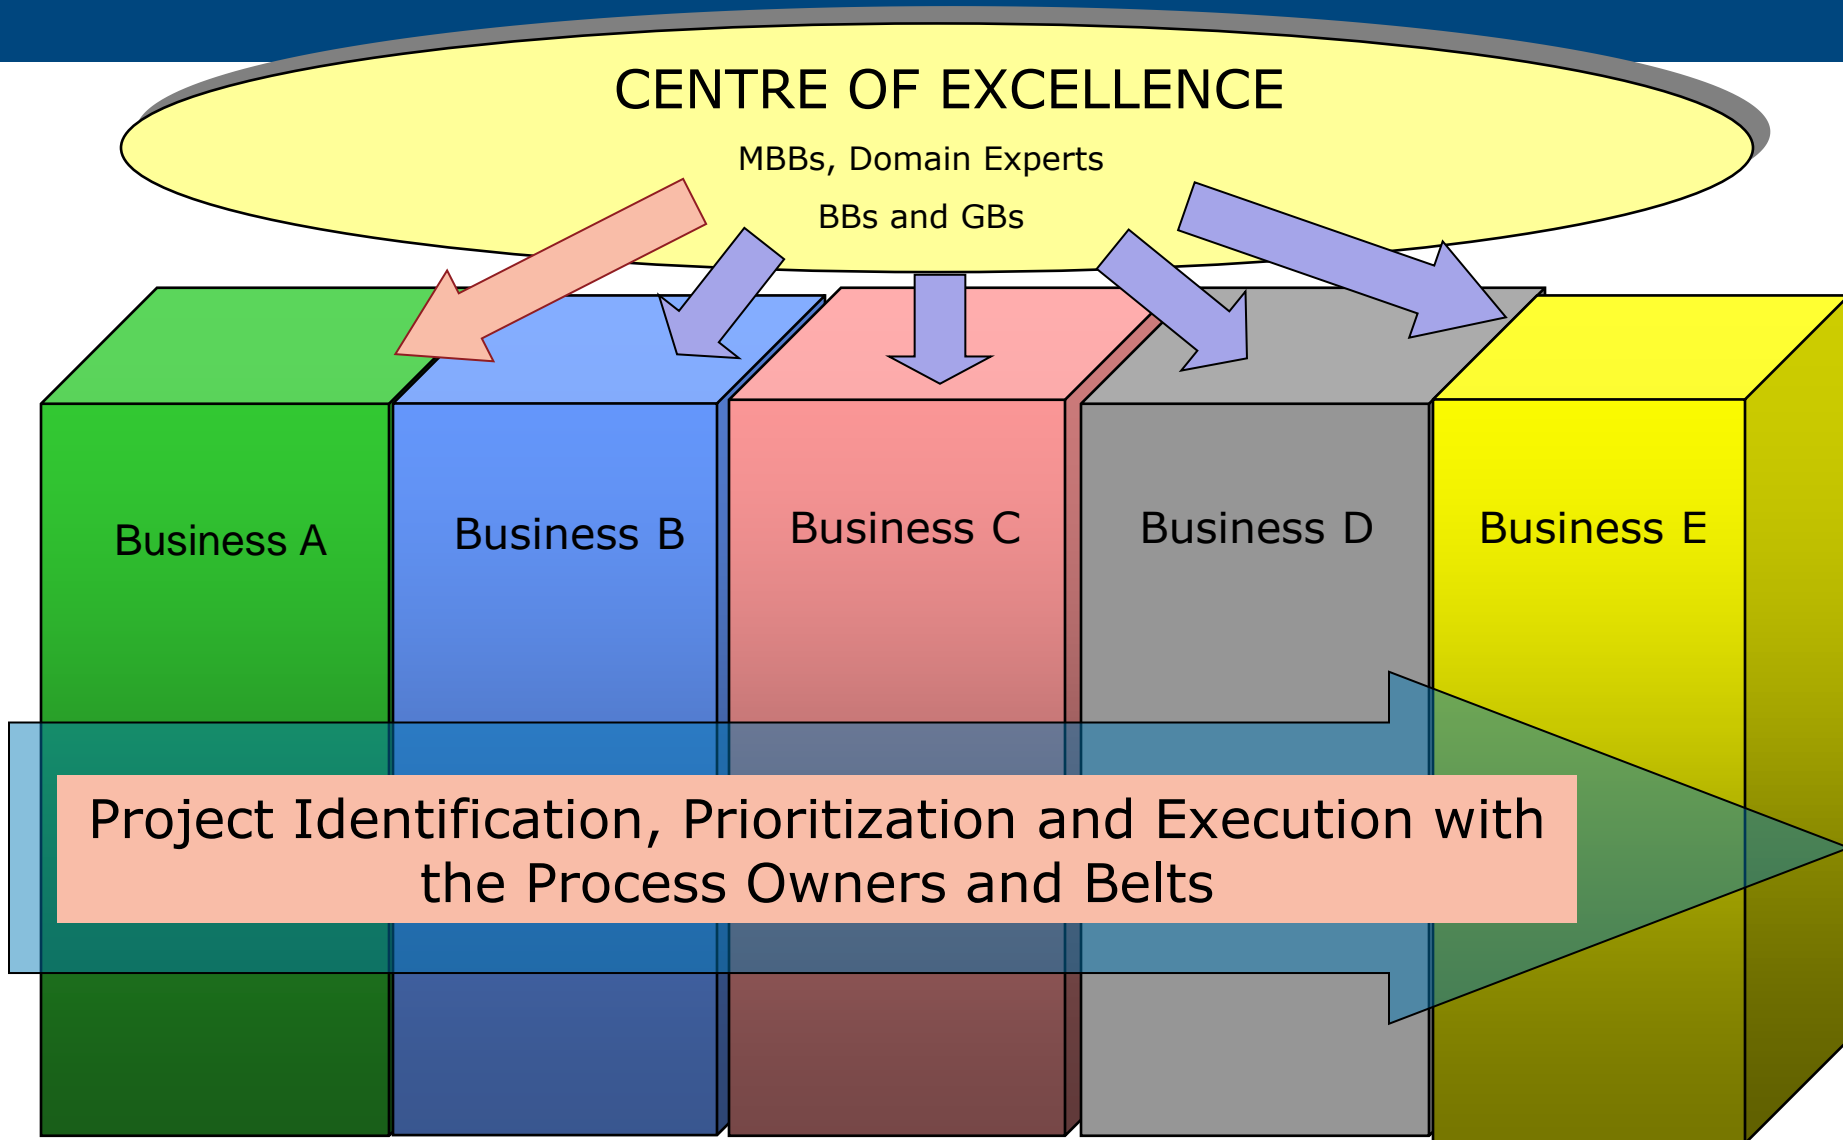 CENTRE OF EXCELLENCE
MBBs, Domain Experts
BBs and GBs
Business A
Business B
Business C
Business D
Business E
Project Identification, Prioritization and Execution with
the Process Owners and Belts